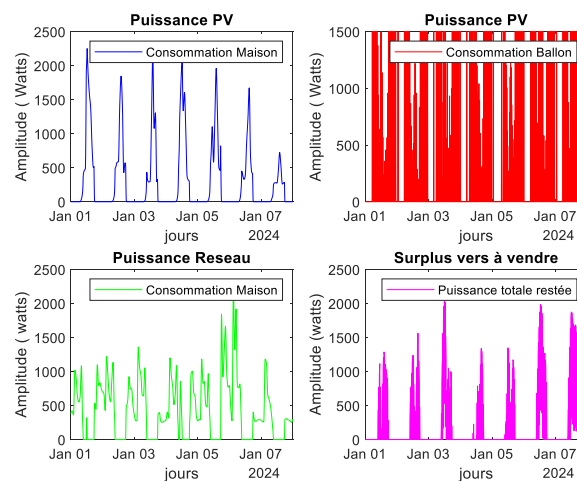 Puissance PV
Amplitude ( Watts)
2500
2000
1500
1000
500
0
Consommation Maison
Jan 01 Jan 03 Jan 05 Jan 07
jours 2024
Puissance PV
Amplitude ( Watts)
1500
1000
500
0
Consommation Ballon
Jan 01 Jan 03 Jan 05 Jan 07
jours 2024
Puissance Reseau
Amplitude ( watts)
2500
2000
1500
1000
500
0
Consommation Maison
Jan 01 Jan 03 Jan 05 Jan 07
jours 2024
Surplus vers à vendre
Amplitude ( watts)
2500
2000
1500
1000
500
0
Puissance totale restée
Jan 01 Jan 03 Jan 05 Jan 07
jours 2024